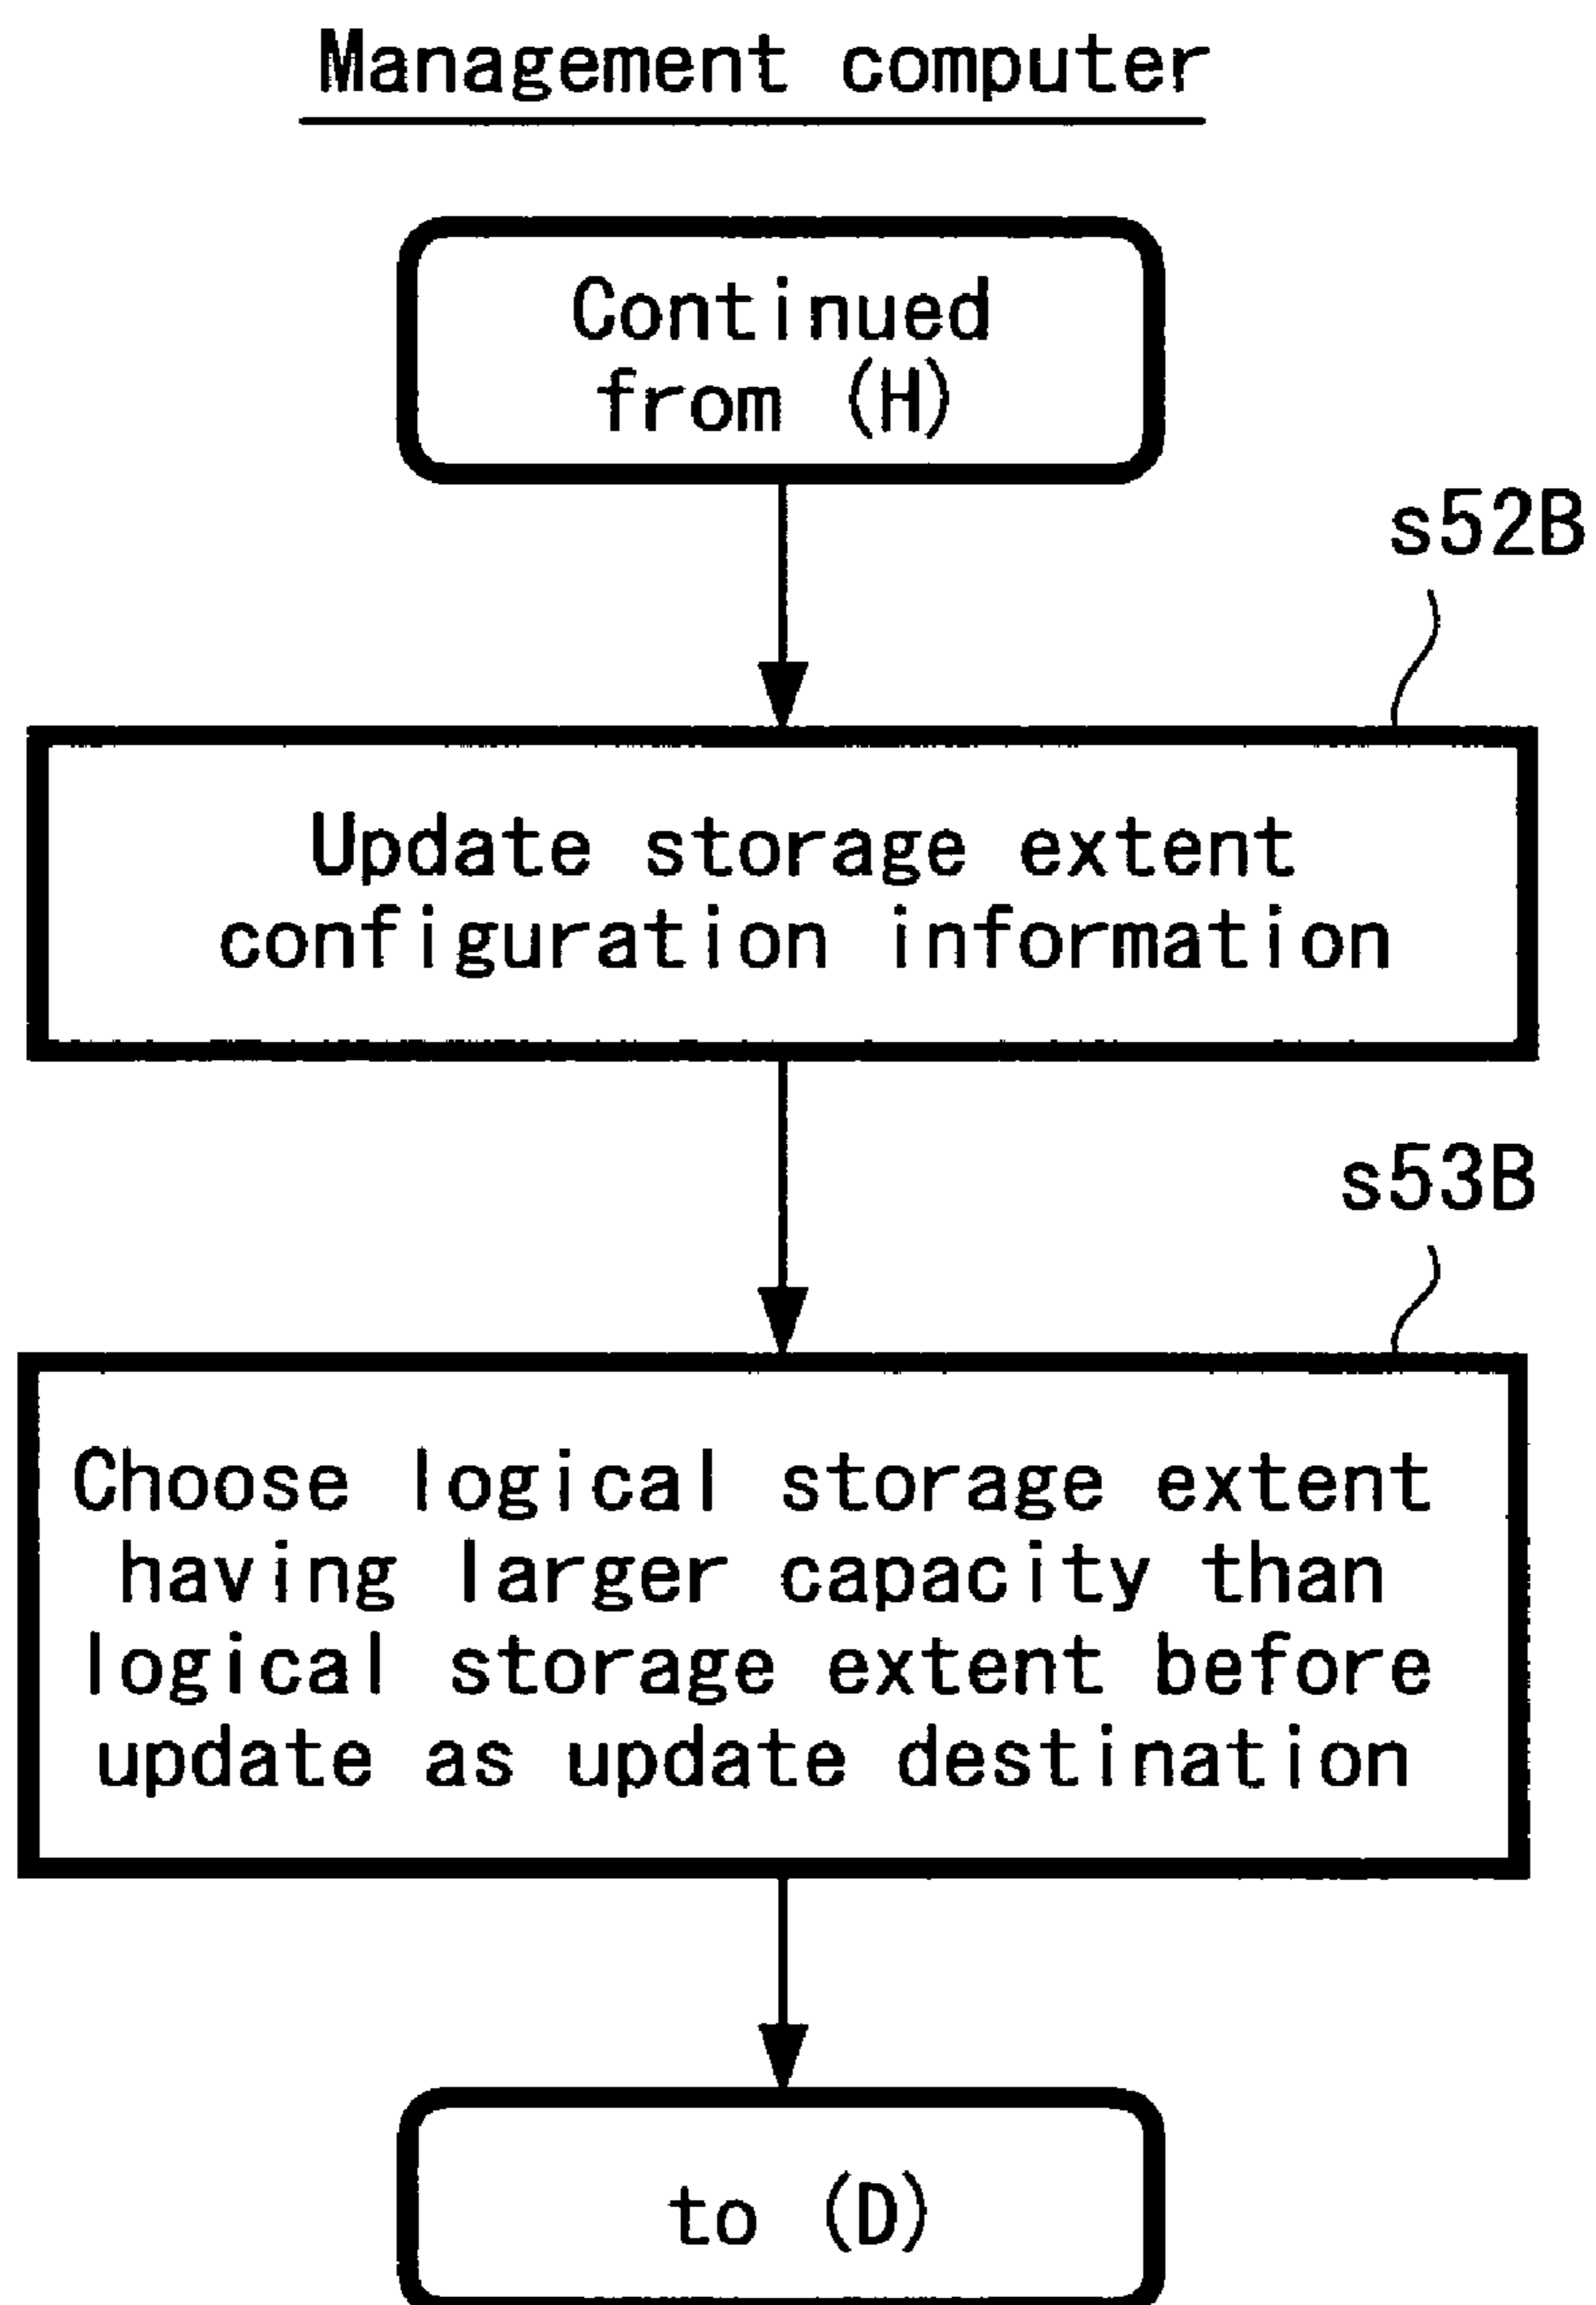 Management computer
Continued
from (H)
s52B
Update storage extent
configuration information
s53B
Choose logical storage extent
having larger capacity than
logical storage extent before
update as update destination
to (D)